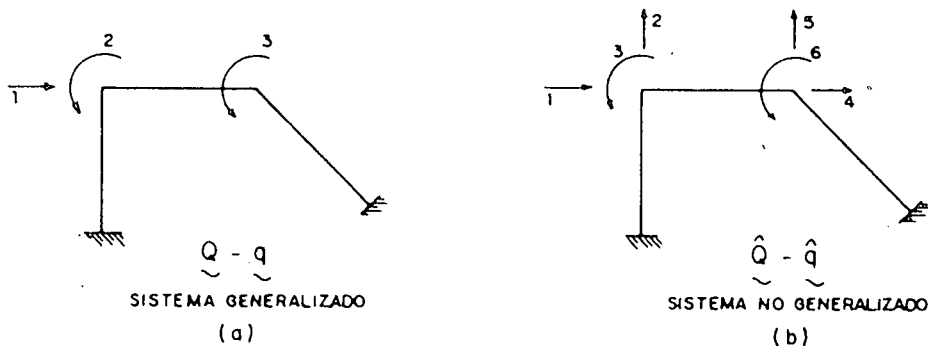 2
3
1
Q - q
SISTEMA GENERALIZADO
(a)
2
5
3
6
1
4
Q̂ - q̂
SISTEMA NO GENERALIZADO
(b)